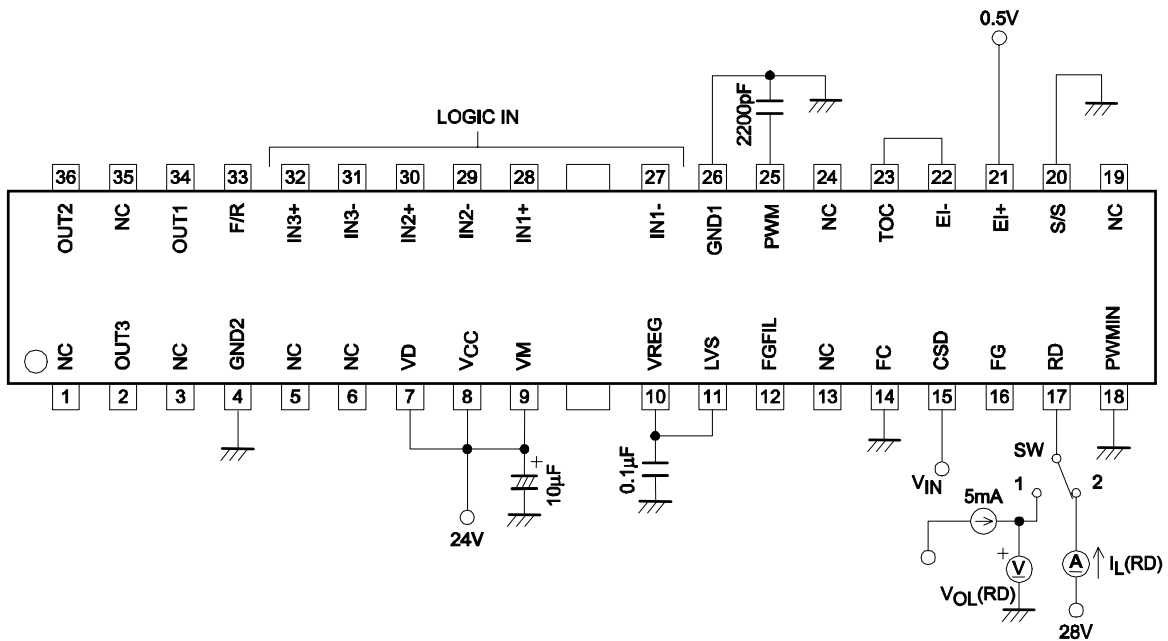 0.5V
2200pF
LOGIC IN
36 35 34 33 32 31 30 29 28 27 26 25 24 23 22 21 20 19
OUT2 NC OUT1 F/R IN3+ IN3- IN2+ IN2- IN1+ IN1- GND1 PWM NC TOC EI- EI+ S/S NC
NC OUT3 NC GND2 NC NC VD VCC VM VREG LVS FGFIL NC FC CSD FG RD PWMIN
1 2 3 4 5 6 7 8 9 10 11 12 13 14 15 16 17 18
+
10μF
0.1μF
24V
VIN
SW
1 2
5mA
+
V
VOL(RD)
A
IL(RD)
28V